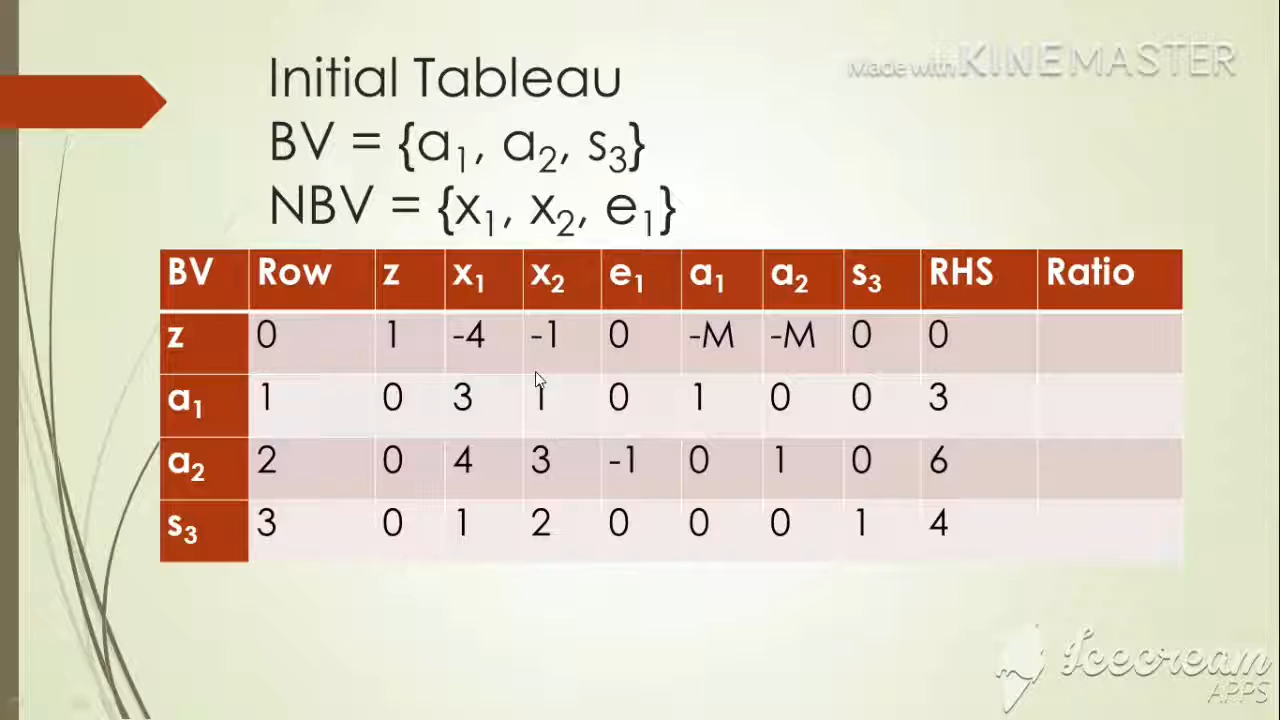 Made with KINEMASTER
Initial Tableau
BV = {a₁, a₂, s₃}
NBV = {x₁, x₂, e₁}
BV Row z x₁ x₂ e₁ a₁ a₂ s₃ RHS Ratio
z 0 1 -4 -1 0 -M -M 0 0
a₁ 1 0 3 1 0 1 0 0 3
a₂ 2 0 4 3 -1 0 1 0 6
s₃ 3 0 1 2 0 0 0 1 4
Icecream
APPS